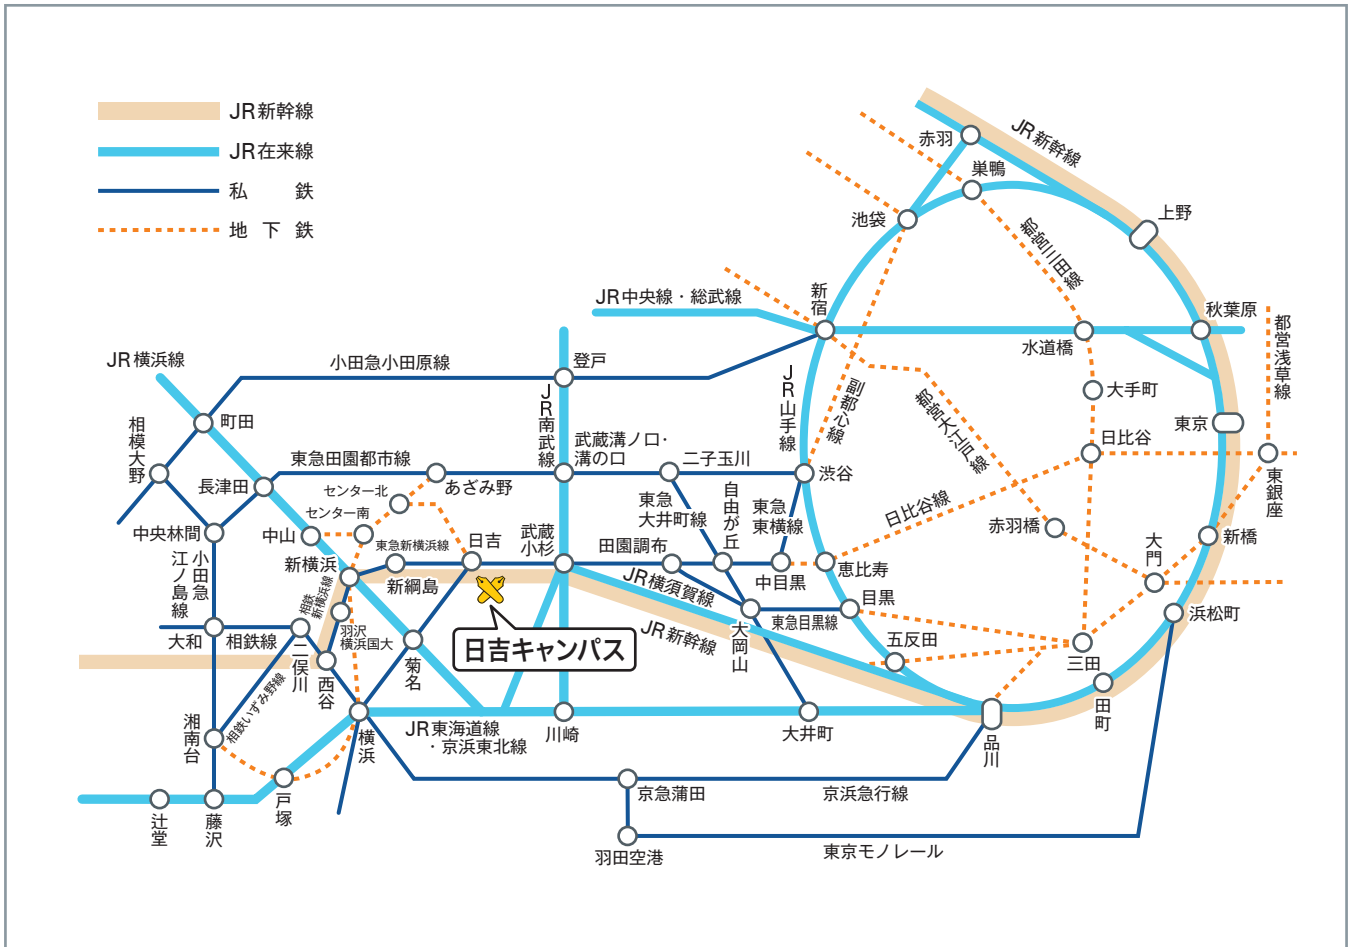 JR新幹線
JR在来線
私　鉄
地下鉄
赤羽
JR新幹線
巣鴨
池袋
上野
都営三田線
新宿
JR中央線・総武線
秋葉原
都営浅草線
水道橋
JR横浜線
小田急小田原線
登戸
JR山手線
副都心線
都営大江戸線
大手町
JR南武線
町田
相模大野
東京
日比谷
武蔵溝ノ口・
溝の口
二子玉川
東急田園都市線
あざみ野
渋谷
東銀座
長津田
センター北
センター南
東急
大井町線
自由が丘
東急
東横線
日比谷線
赤羽橋
中央林間
中山
東急新横浜線
日吉
武蔵
小杉
田園調布
中目黒
恵比寿
大門
新橋
小田急
江ノ島線
新横浜
新綱島
JR横須賀線
目黒
浜松町
相鉄
新横浜線
羽沢
横浜国大
日吉キャンパス
JR新幹線
大岡山
東急目黒線
五反田
三田
大和
相鉄線
二俣川
西谷
菊名
田町
相鉄いずみ野線
湘南台
横浜
JR東海道線
・京浜東北線
川崎
大井町
品川
戸塚
京急蒲田
京浜急行線
辻堂
藤沢
羽田空港
東京モノレール